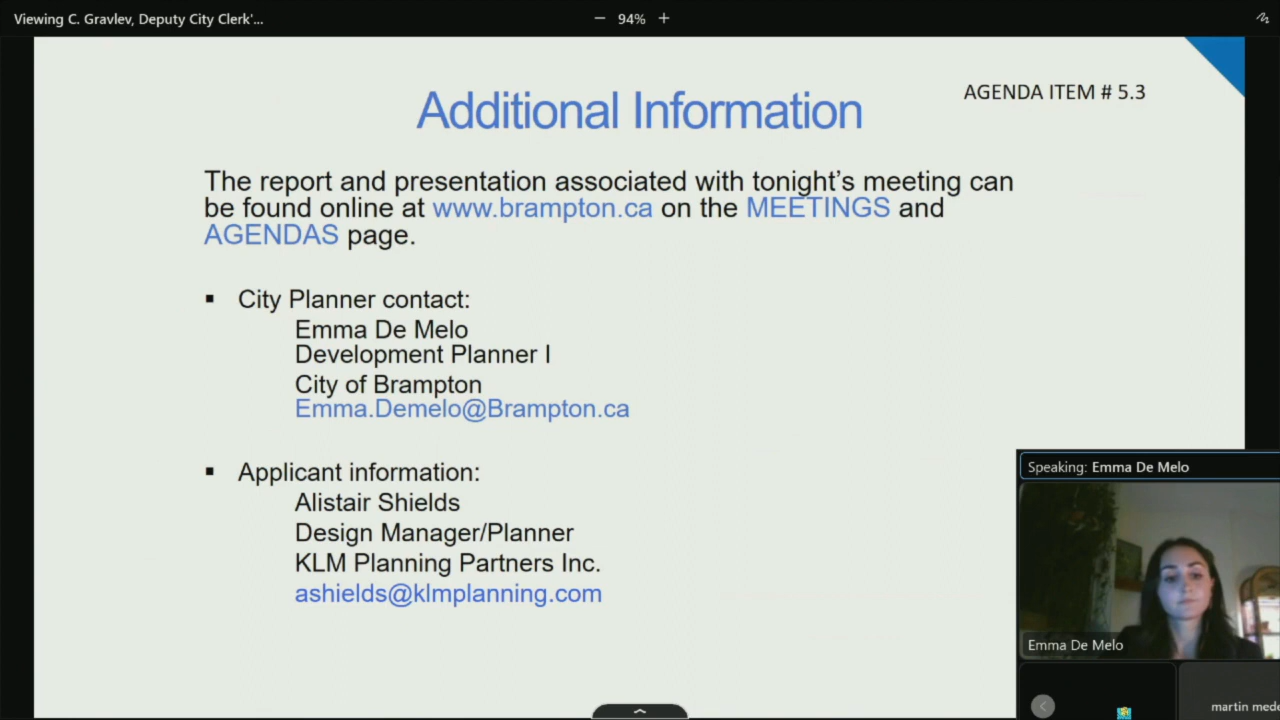 Viewing C. Gravlev, Deputy City Clerk'...
94%
AGENDA ITEM # 5.3
Additional Information
The report and presentation associated with tonight's meeting can
be found online at www.brampton.ca on the MEETINGS and
AGENDAS page.
City Planner contact:
Emma De Melo
Development Planner I
City of Brampton
Emma.Demelo@Brampton.ca
Applicant information:
Alistair Shields
Design Manager/Planner
KLM Planning Partners Inc.
ashields@klmplanning.com
Speaking: Emma De Melo
Emma De Melo
martin mede